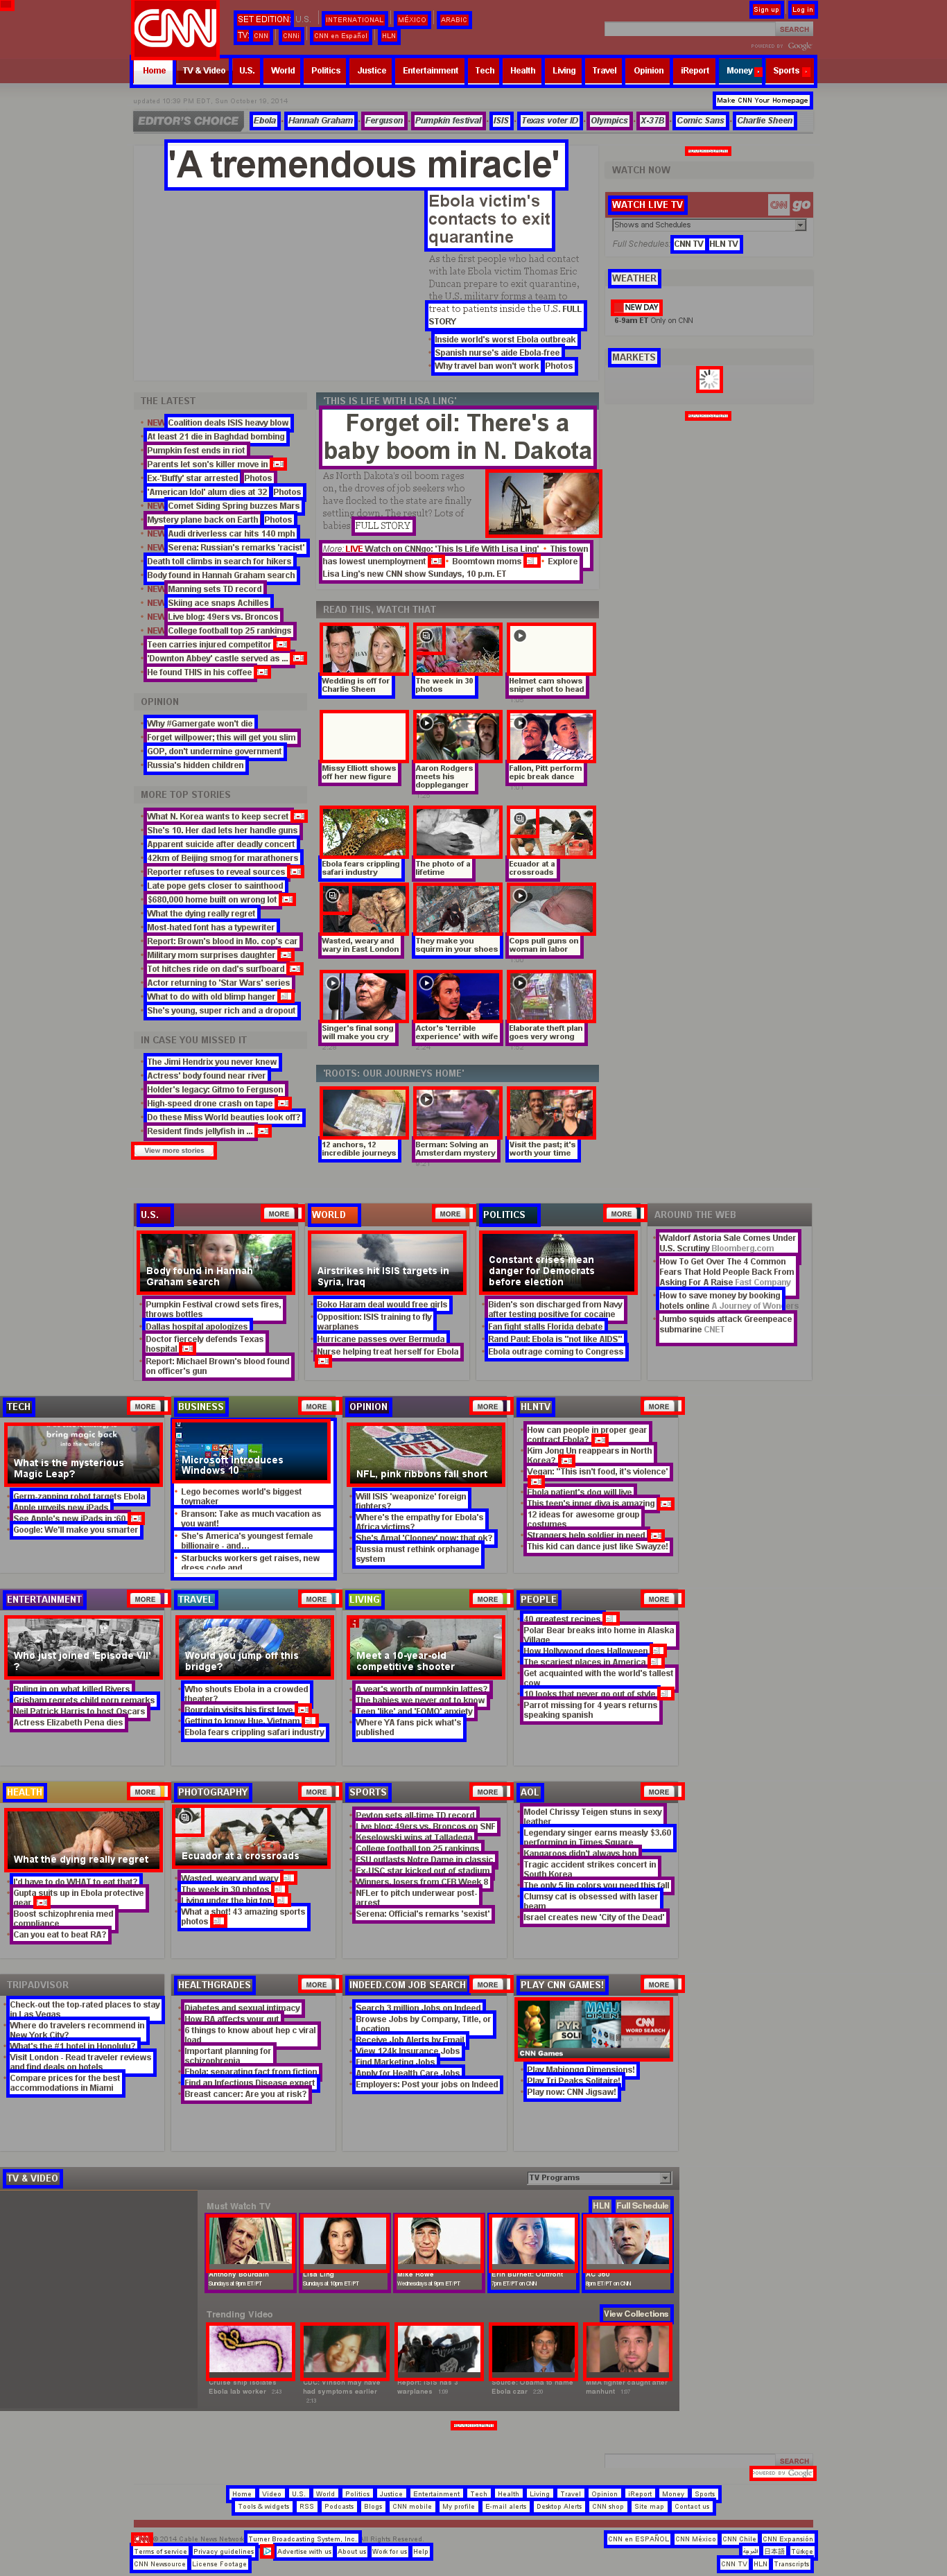 CNN
SET EDITION: U.S. INTERNATIONAL MÉXICO ARABIC
TV: CNN CNNi CNN en Español HLN
Sign up Log in
SEARCH
POWERED BY Google
Home TV & Video U.S. World Politics Justice Entertainment Tech Health Living Travel Opinion iReport Money Sports
updated 10:39 PM EDT, Sun October 19, 2014
Make CNN Your Homepage
EDITOR'S CHOICE Ebola Hannah Graham Ferguson Pumpkin festival ISIS Texas voter ID Olympics X-37B Comic Sans Charlie Sheen
'A tremendous miracle'
Ebola victim's
contacts to exit
quarantine
As the first people who had contact
with late Ebola victim Thomas Eric
Duncan prepare to exit quarantine,
the U.S. military forms a team to
treat to patients inside the U.S. FULL
STORY
Inside world's worst Ebola outbreak
Spanish nurse's aide Ebola-free
Why travel ban won't work Photos
WATCH NOW
WATCH LIVE TV CNN go
Shows and Schedules
Full Schedules: CNN TV HLN TV
WEATHER
NEW DAY
6-9am ET Only on CNN
MARKETS
THE LATEST
NEW Coalition deals ISIS heavy blow
At least 21 die in Baghdad bombing
Pumpkin fest ends in riot
Parents let son's killer move in
Ex-'Buffy' star arrested Photos
'American Idol' alum dies at 32 Photos
NEW Comet Siding Spring buzzes Mars
Mystery plane back on Earth Photos
NEW Audi driverless car hits 140 mph
NEW Serena: Russian's remarks 'racist'
Death toll climbs in search for hikers
Body found in Hannah Graham search
NEW Manning sets TD record
NEW Skiing ace snaps Achilles
NEW Live blog: 49ers vs. Broncos
NEW College football top 25 rankings
Teen carries injured competitor
'Downton Abbey' castle served as ...
He found THIS in his coffee
OPINION
Why #Gamergate won't die
Forget willpower; this will get you slim
GOP, don't undermine government
Russia's hidden children
MORE TOP STORIES
What N. Korea wants to keep secret
She's 10. Her dad lets her handle guns
Apparent suicide after deadly concert
42km of Beijing smog for marathoners
Reporter refuses to reveal sources
Late pope gets closer to sainthood
$680,000 home built on wrong lot
What the dying really regret
Most-hated font has a typewriter
Report: Brown's blood in Mo. cop's car
Military mom surprises daughter
Tot hitches ride on dad's surfboard
Actor returning to 'Star Wars' series
What to do with old blimp hanger
She's young, super rich and a dropout
IN CASE YOU MISSED IT
The Jimi Hendrix you never knew
Actress' body found near river
Holder's legacy: Gitmo to Ferguson
High-speed drone crash on tape
Do these Miss World beauties look off?
Resident finds jellyfish in ...
View more stories
'THIS IS LIFE WITH LISA LING'
Forget oil: There's a
baby boom in N. Dakota
As North Dakota's oil boom rages
on, the droves of job seekers who
have flocked to the state are finally
settling down. The result? Lots of
babies. FULL STORY
More: LIVE Watch on CNNgo: 'This Is Life With Lisa Ling' • This town
has lowest unemployment • Boomtown moms • Explore
Lisa Ling's new CNN show Sundays, 10 p.m. ET
READ THIS, WATCH THAT
Wedding is off for
Charlie Sheen
The week in 30
photos
Helmet cam shows
sniper shot to head
Missy Elliott shows
off her new figure
Aaron Rodgers
meets his
doppleganger
Fallon, Pitt perform
epic break dance
Ebola fears crippling
safari industry
The photo of a
lifetime
Ecuador at a
crossroads
Wasted, weary and
wary in East London
They make you
squirm in your shoes
Cops pull guns on
woman in labor
Singer's final song
will make you cry
Actor's 'terrible
experience' with wife
Elaborate theft plan
goes very wrong
'ROOTS: OUR JOURNEYS HOME'
12 anchors, 12
incredible journeys
Berman: Solving an
Amsterdam mystery
Visit the past; it's
worth your time
U.S. MORE
Body found in Hannah
Graham search
Pumpkin Festival crowd sets fires,
throws bottles
Dallas hospital apologizes
Doctor fiercely defends Texas
hospital
Report: Michael Brown's blood found
on officer's gun
WORLD MORE
Airstrikes hit ISIS targets in
Syria, Iraq
Boko Haram deal would free girls
Opposition: ISIS training to fly
warplanes
Hurricane passes over Bermuda
Nurse helping treat herself for Ebola
POLITICS MORE
Constant crises mean
danger for Democrats
before election
Biden's son discharged from Navy
after testing positive for cocaine
Fan fight stalls Florida debate
Rand Paul: Ebola is "not like AIDS"
Ebola outrage coming to Congress
AROUND THE WEB
Waldorf Astoria Sale Comes Under
U.S. Scrutiny Bloomberg.com
How To Get Over The 4 Common
Fears That Hold People Back From
Asking For A Raise Fast Company
How to save money by booking
hotels online A Journey of Wonders
Jumbo squids attack Greenpeace
submarine CNET
TECH MORE
bring magic back
into the world?
What is the mysterious
Magic Leap?
Germ-zapping robot targets Ebola
Apple unveils new iPads
See Apple's new iPads in :60
Google: We'll make you smarter
BUSINESS MORE
Microsoft introduces
Windows 10
Lego becomes world's biggest
toymaker
Branson: Take as much vacation as
you want!
She's America's youngest female
billionaire - and...
Starbucks workers get raises, new
dress code and
OPINION MORE
NFL, pink ribbons fall short
Will ISIS 'weaponize' foreign
fighters?
Where's the empathy for Ebola's
Africa victims?
She's Amal 'Clooney' now; that ok?
Russia must rethink orphanage
system
HLNTV MORE
How can people in proper gear
contract Ebola?
Kim Jong Un reappears in North
Korea?
Vegan: "This isn't food, it's violence'
Ebola patient's dog will live
This teen's inner diva is amazing
12 ideas for awesome group
costumes
Strangers help soldier in need
This kid can dance just like Swayze!
ENTERTAINMENT MORE
Who just joined 'Episode VII'
?
Ruling in on what killed Rivers
Grisham regrets child porn remarks
Neil Patrick Harris to host Oscars
Actress Elizabeth Pena dies
TRAVEL MORE
Would you jump off this
bridge?
Who shouts Ebola in a crowded
theater?
Bourdain visits his first love
Getting to know Hue, Vietnam
Ebola fears crippling safari industry
LIVING MORE
Meet a 10-year-old
competitive shooter
A year's worth of pumpkin lattes?
The babies we never got to know
Teen 'like' and 'FOMO' anxiety
Where YA fans pick what's
published
PEOPLE MORE
40 greatest recipes
Polar Bear breaks into home in Alaska
Village
How Hollywood does Halloween
The scariest places in America
Get acquainted with the world's tallest
cow
10 looks that never go out of style
Parrot missing for 4 years returns
speaking spanish
HEALTH MORE
What the dying really regret
I'd have to do WHAT to eat that?
Gupta suits up in Ebola protective
gear
Boost schizophrenia med
compliance
Can you eat to beat RA?
PHOTOGRAPHY MORE
Ecuador at a crossroads
Wasted, weary and wary
The week in 30 photos
Living under the big top
What a shot! 43 amazing sports
photos
SPORTS MORE
Peyton sets all-time TD record
Live blog: 49ers vs. Broncos on SNF
Keselowski wins at Talladega
College football top 25 rankings
FSU outlasts Notre Dame in classic
Ex-USC star kicked out of stadium
Winners, losers from CFB Week 8
NFLer to pitch underwear post-
arrest
Serena: Official's remarks 'sexist'
AOL MORE
Model Chrissy Teigen stuns in sexy
leather
Legendary singer earns measly $3.60
performing in Times Square
Kangaroos didn't always hop
Tragic accident strikes concert in
South Korea
The only 5 lip colors you need this fall
Clumsy cat is obsessed with laser
beam
Israel creates new 'City of the Dead'
TRIPADVISOR
Check-out the top-rated places to stay
in Las Vegas
Where do travelers recommend in
New York City?
What's the #1 hotel in Honolulu?
Visit London - Read traveler reviews
and find deals on hotels
Compare prices for the best
accommodations in Miami
HEALTHGRADES MORE
Diabetes and sexual intimacy
How RA affects your gut
6 things to know about hep c viral
load
Important planning for
schizophrenia
Ebola: separating fact from fiction
Find an Infectious Disease expert
Breast cancer: Are you at risk?
INDEED.COM JOB SEARCH MORE
Search 3 million Jobs on Indeed
Browse Jobs by Company, Title, or
Location
Receive Job Alerts by Email
View 124k Insurance Jobs
Find Marketing Jobs
Apply for Health Care Jobs
Employers: Post your jobs on Indeed
PLAY CNN GAMES! MORE
CNN WORD SEARCH
CNN Games
Play Mahjongg Dimensions!
Play Tri Peaks Solitaire!
Play now: CNN Jigsaw!
TV & VIDEO
TV Programs
Must Watch TV
HLN Full Schedule
Anthony Bourdain
Sundays at 9pm ET/PT
Lisa Ling
Sundays at 10pm ET/PT
Mike Rowe
Wednesdays at 9pm ET/PT
Erin Burnett: Outfront
7pm ET/PT on CNN
AC 360
8pm ET/PT on CNN
Trending Video
View Collections
Cruise ship isolates
Ebola lab worker
CDC: Vinson may have
had symptoms earlier
Report: ISIS has 3
warplanes
Source: Obama to name
Ebola czar
MMA fighter caught after
manhunt
SEARCH
POWERED BY Google
Home Video U.S. World Politics Justice Entertainment Tech Health Living Travel Opinion iReport Money Sports
Tools & widgets RSS Podcasts Blogs CNN mobile My profile E-mail alerts Desktop Alerts CNN shop Site map Contact us
© 2014 Cable News Network. Turner Broadcasting System, Inc. All Rights Reserved.
Terms of service Privacy guidelines Advertise with us About us Work for us Help
CNN Newsource License Footage
CNN en ESPAÑOL CNN México CNN Chile CNN Expansión
العربية 日本語 Türkçe
CNN TV HLN Transcripts